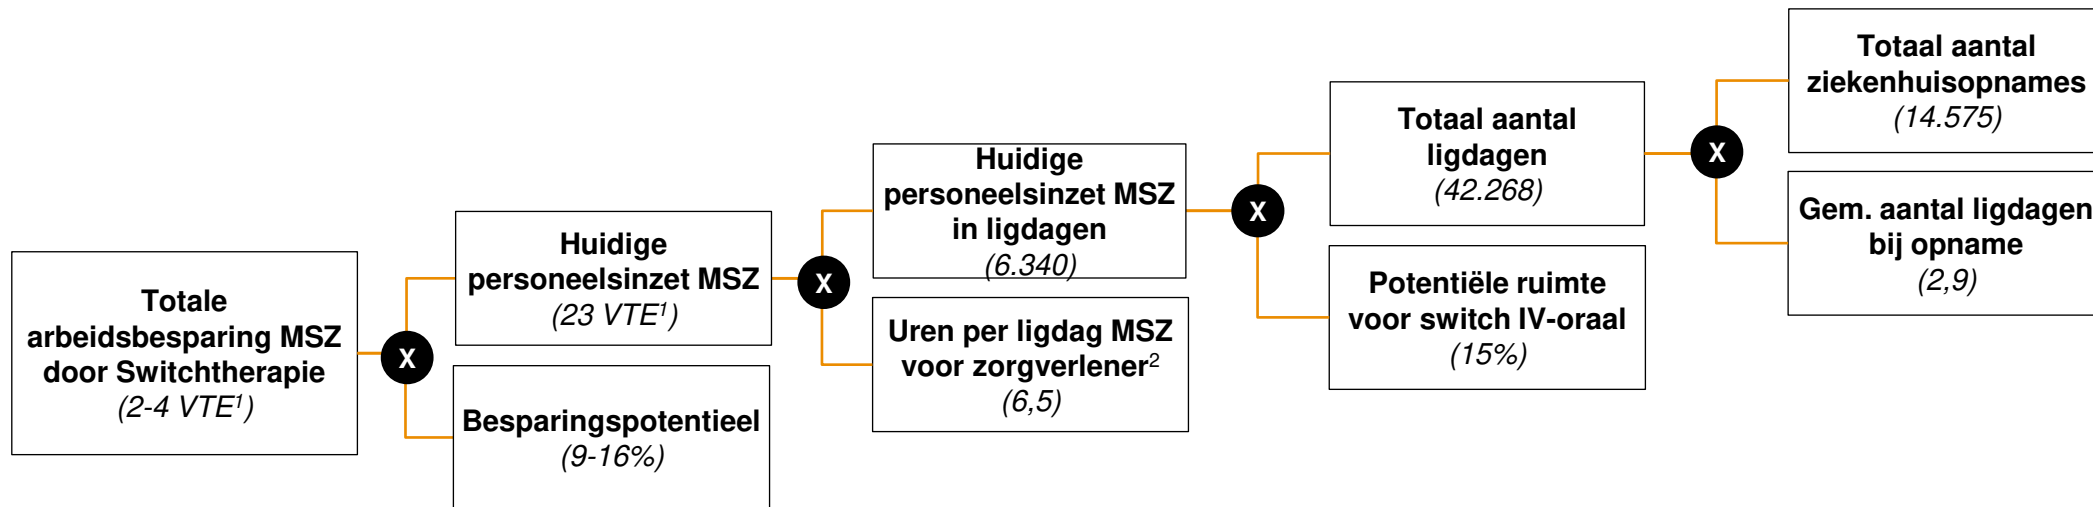 Totale
arbeidsbesparing MSZ
door Switchtherapie
(2-4 VTE¹)
X
Huidige
personeelsinzet MSZ
(23 VTE¹)
Besparingspotentieel
(9-16%)
X
Huidige
personeelsinzet MSZ
in ligdagen
(6.340)
Uren per ligdag MSZ
voor zorgverlener²
(6,5)
X
Totaal aantal
ligdagen
(42.268)
Potentiële ruimte
voor switch IV-oraal
(15%)
X
Totaal aantal
ziekenhuisopnames
(14.575)
Gem. aantal ligdagen
bij opname
(2,9)